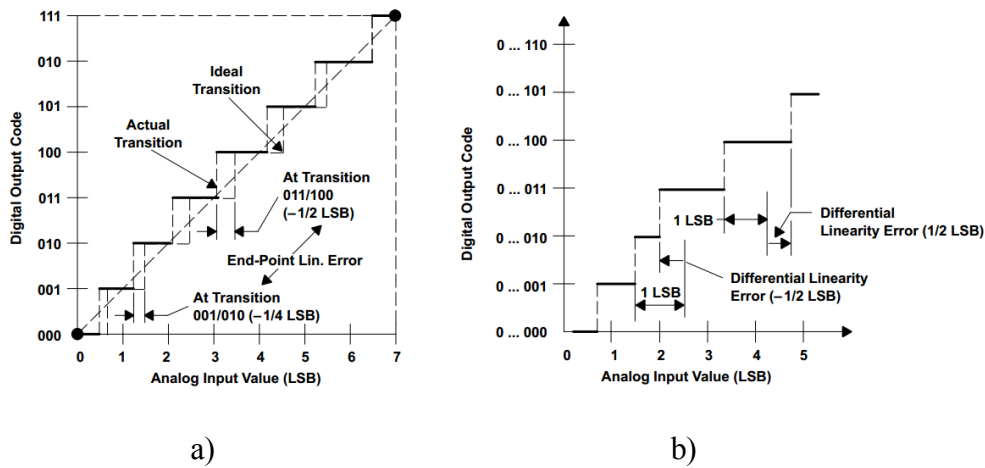 111
010
101
100
011
010
001
000
Digital Output Code
Ideal
Transition
Actual
Transition
At Transition
011/100
(–1/2 LSB)
End-Point Lin. Error
At Transition
001/010 (–1/4 LSB)
0 1 2 3 4 5 6 7
Analog Input Value (LSB)
a)
0 ... 110
0 ... 101
0 ... 100
0 ... 011
0 ... 010
0 ... 001
0 ... 000
Digital Output Code
1 LSB
Differential
Linearity Error (1/2 LSB)
Differential Linearity
Error (–1/2 LSB)
1 LSB
0 1 2 3 4 5
Analog Input Value (LSB)
b)